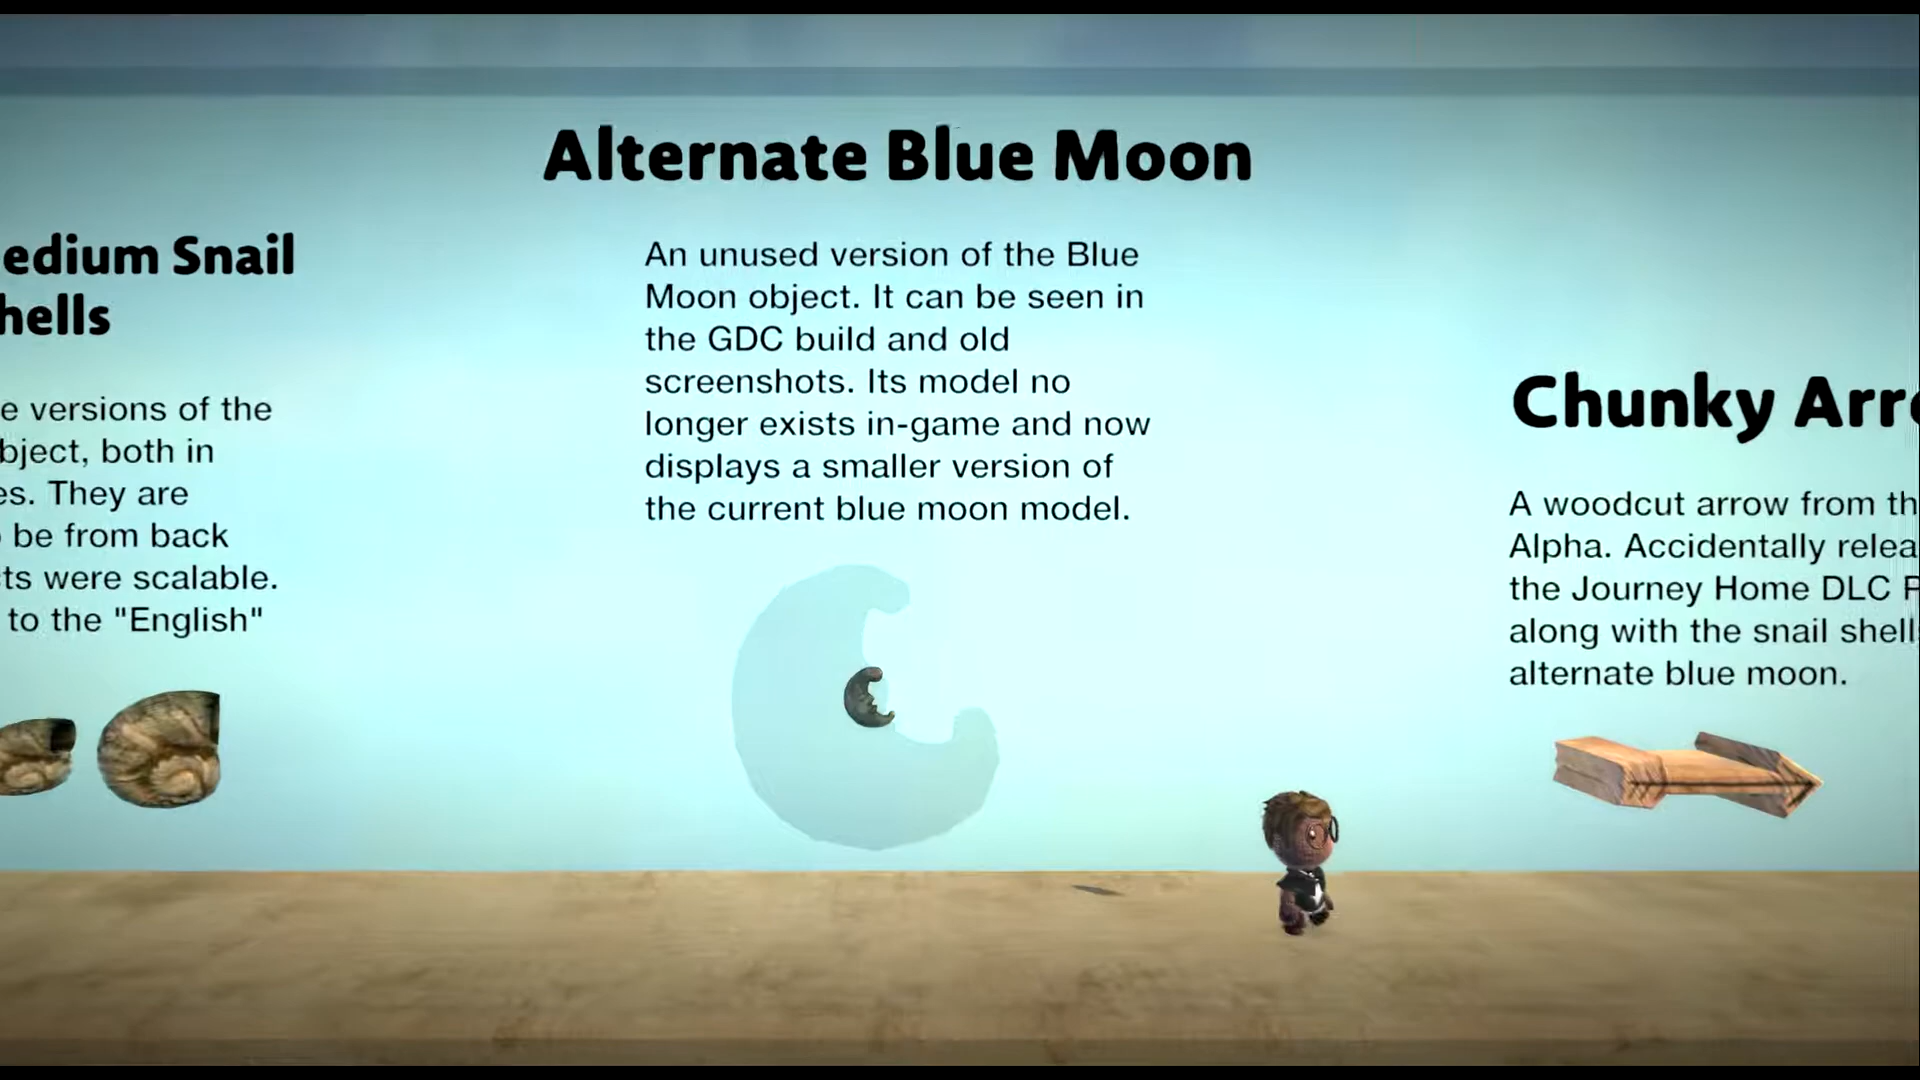 edium Snail
hells
e versions of the
bject, both in
es. They are
be from back
ts were scalable.
to the "English"
Alternate Blue Moon
An unused version of the Blue
Moon object. It can be seen in
the GDC build and old
screenshots. Its model no
longer exists in-game and now
displays a smaller version of
the current blue moon model.
Chunky Arr
A woodcut arrow from th
Alpha. Accidentally relea
the Journey Home DLC P
along with the snail shell
alternate blue moon.